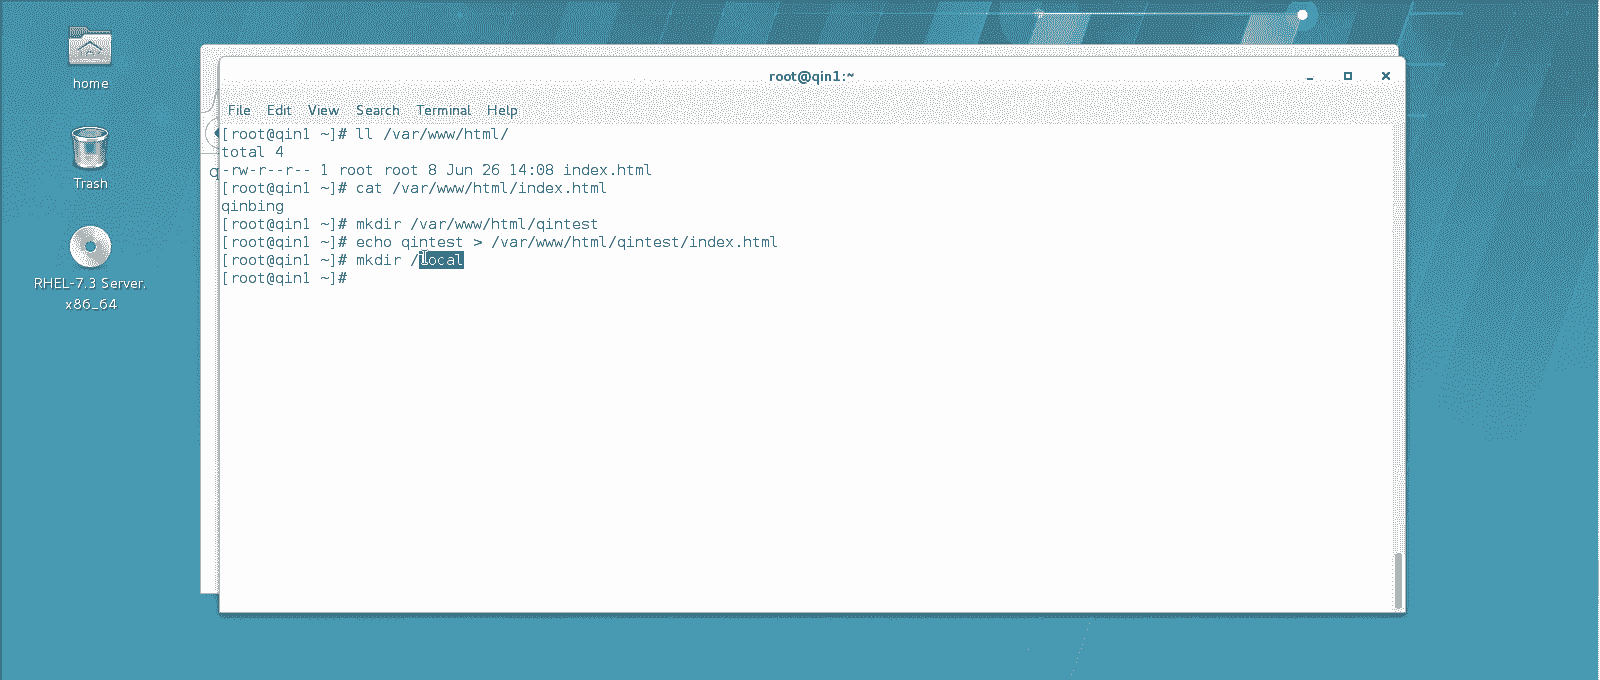 home
Trash
RHEL-7.3 Server.
x86_64
root@qin1:~
File Edit View Search Terminal Help
[root@qin1 ~]# ll /var/www/html/
total 4
-rw-r--r-- 1 root root 8 Jun 26 14:08 index.html
[root@qin1 ~]# cat /var/www/html/index.html
qinbing
[root@qin1 ~]# mkdir /var/www/html/qintest
[root@qin1 ~]# echo qintest > /var/www/html/qintest/index.html
[root@qin1 ~]# mkdir /local
[root@qin1 ~]#
q